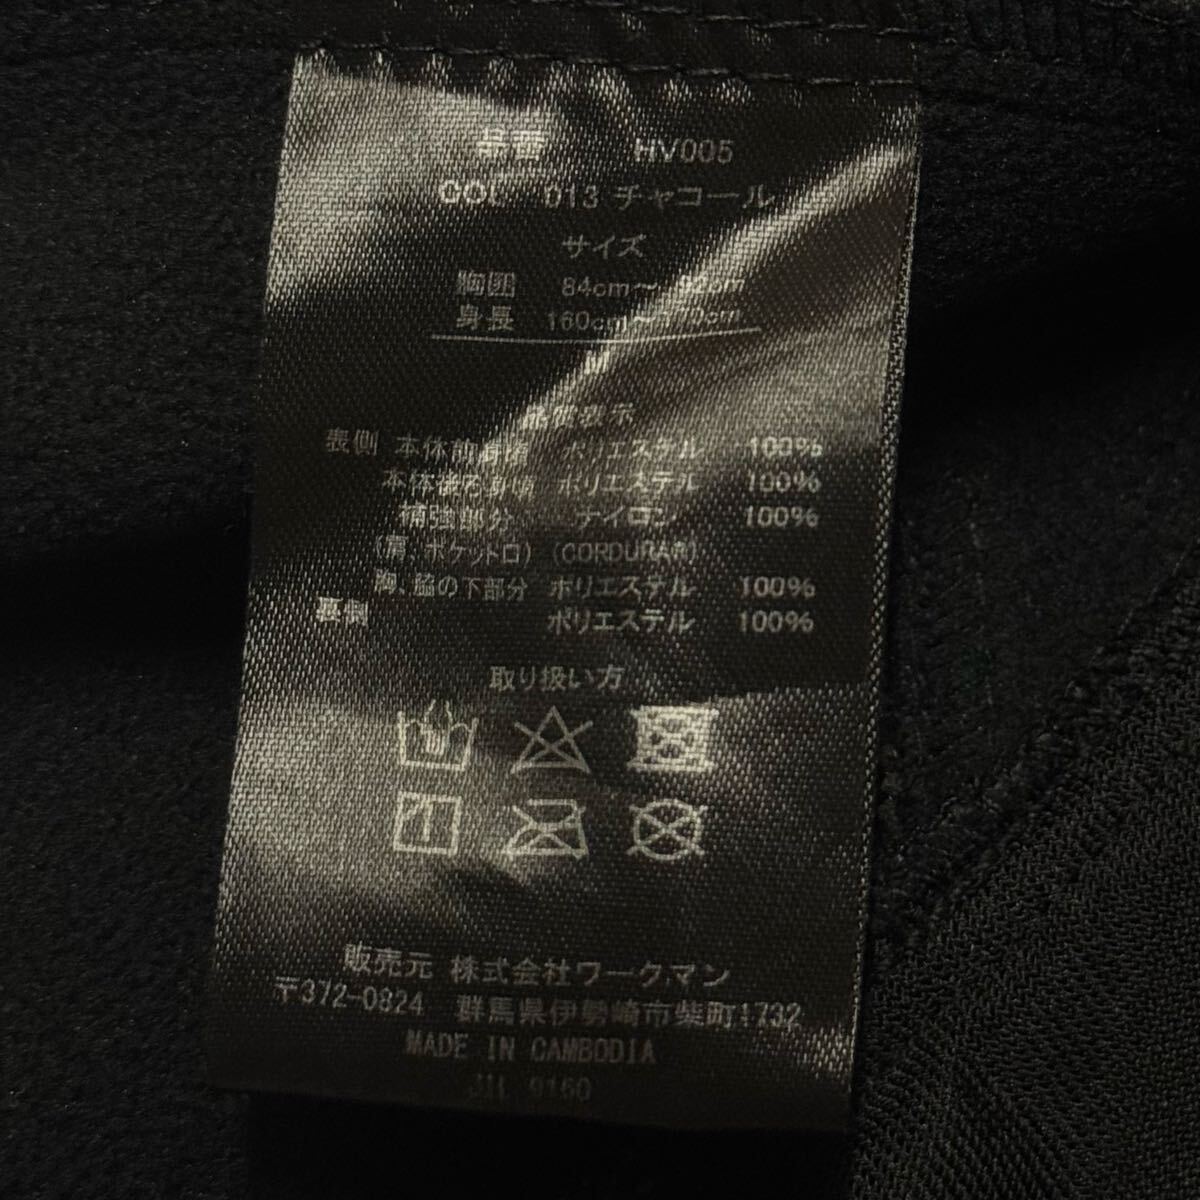 品番 HV005
COL 013 チャコール
サイズ
胸囲 84cm～
身長 160cm～
M
表側 本体前身頃 ポリエステル 100%
本体後ろ身頃 ポリエステル 100%
補強部分 ナイロン 100%
(肩、ポケット口) (CORDURA®)
胸、脇の下部分 ポリエステル 100%
裏側 ポリエステル 100%
取り扱い方
販売元 株式会社ワークマン
〒372-0824 群馬県伊勢崎市柴町1732
MADE IN CAMBODIA
9160